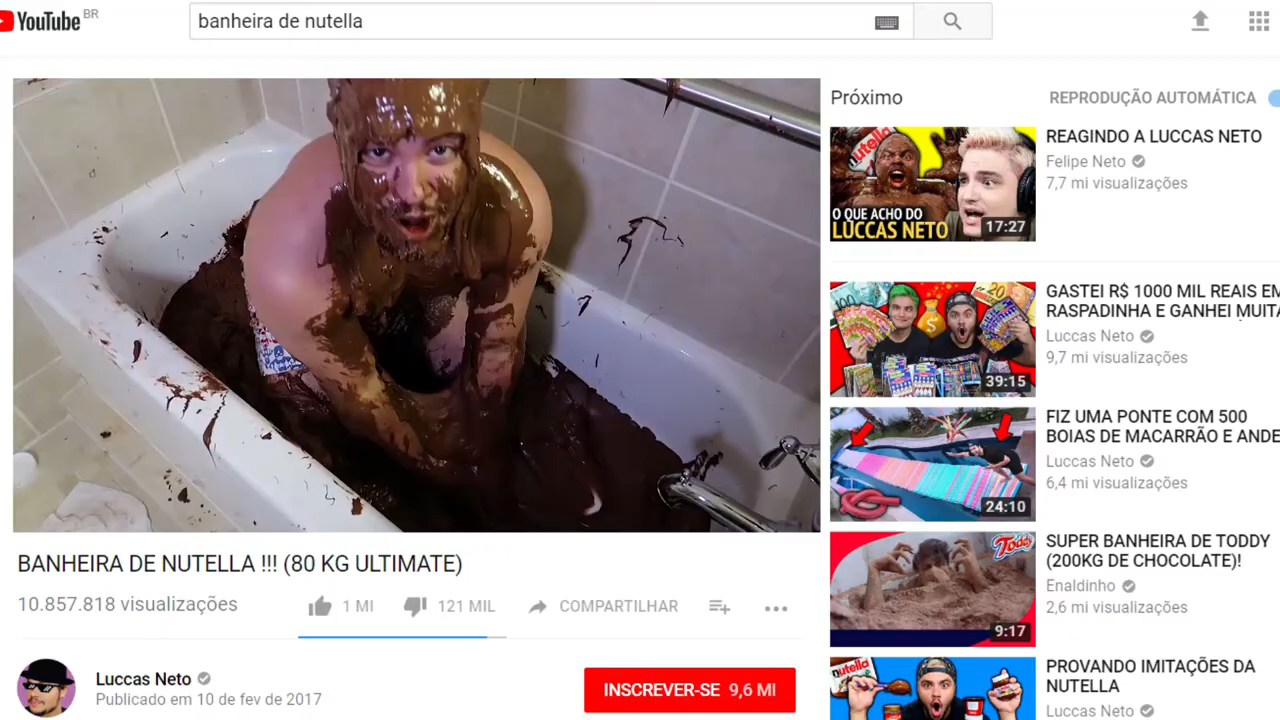 YouTube BR
banheira de nutella
Próximo
REPRODUÇÃO AUTOMÁTICA
nutella
O QUE ACHO DO
LUCCAS NETO
17:27
REAGINDO A LUCCAS NETO
Felipe Neto
7,7 mi visualizações
100
20
39:15
GASTEI R$ 1000 MIL REAIS EM
RASPADINHA E GANHEI MUITA
Luccas Neto
9,7 mi visualizações
24:10
FIZ UMA PONTE COM 500
BOIAS DE MACARRÃO E ANDE
Luccas Neto
6,4 mi visualizações
Toddy
9:17
SUPER BANHEIRA DE TODDY
(200KG DE CHOCOLATE)!
Enaldinho
2,6 mi visualizações
nutella
PROVANDO IMITAÇÕES DA
NUTELLA
Luccas Neto
BANHEIRA DE NUTELLA !!! (80 KG ULTIMATE)
10.857.818 visualizações
1 MI
121 MIL
COMPARTILHAR
Luccas Neto
Publicado em 10 de fev de 2017
INSCREVER-SE 9,6 MI